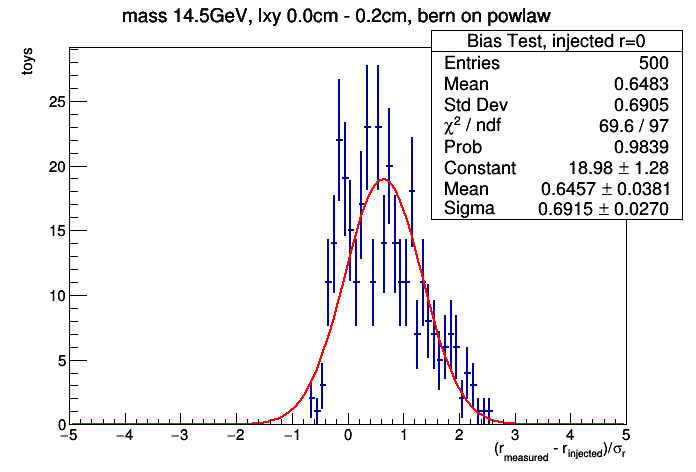 mass 14.5GeV, lxy 0.0cm - 0.2cm, bern on powlaw
Bias Test, injected r=0
Entries 500
Mean 0.6483
Std Dev 0.6905
χ² / ndf 69.6 / 97
Prob 0.9839
Constant 18.98 ± 1.28
Mean 0.6457 ± 0.0381
Sigma 0.6915 ± 0.0270
toys
25
20
15
10
5
0
−5 −4 −3 −2 −1 0 1 2 3 4 5
(r_measured - r_injected)/σ_r